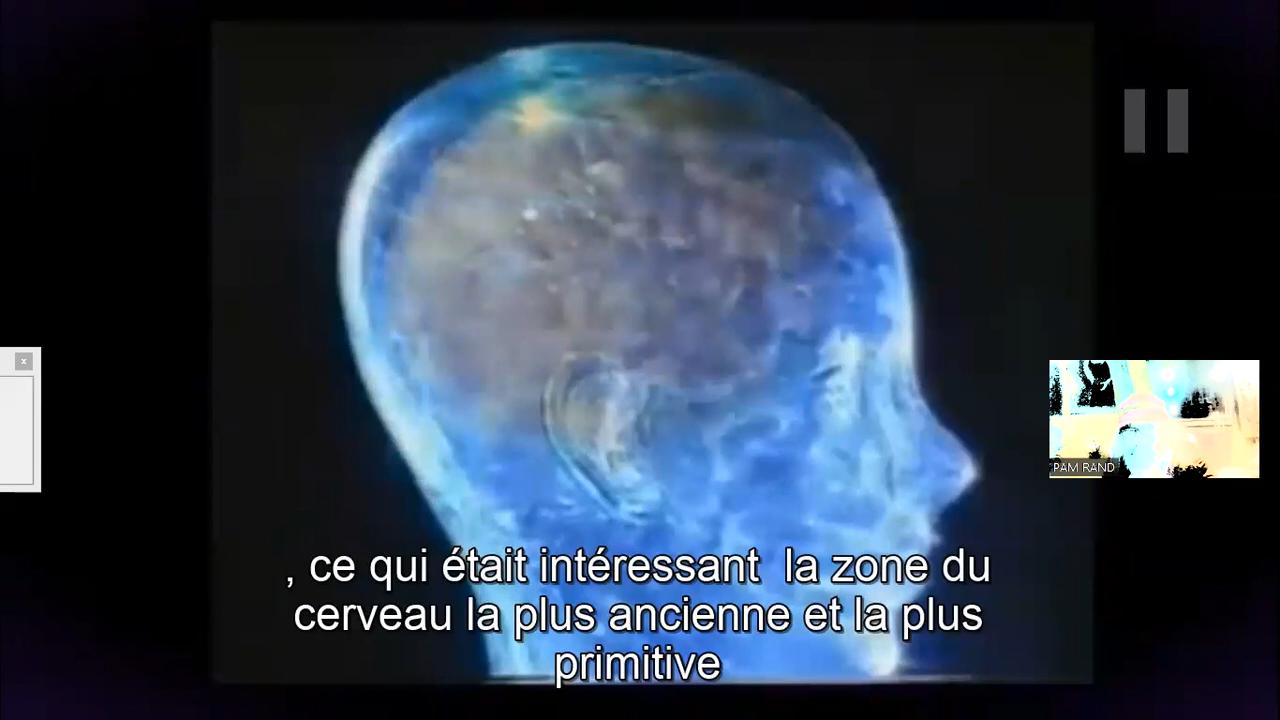 PAM RAND
, ce qui était intéressant  la zone du
cerveau la plus ancienne et la plus
primitive